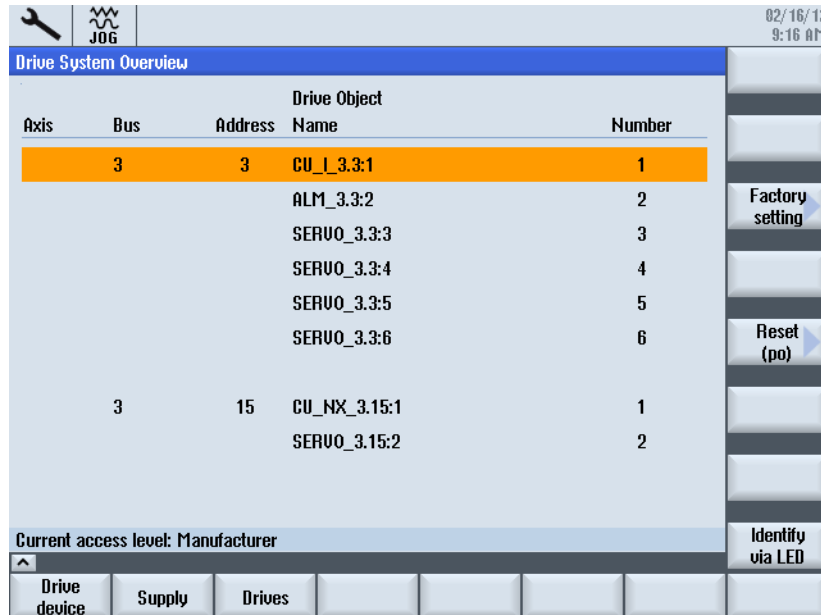 JOG
02/16/1
9:16 AM
Drive System Overview
Drive Object
Axis Bus Address Name Number
3 3 CU_I_3.3:1 1
ALM_3.3:2 2
SERVO_3.3:3 3
SERVO_3.3:4 4
SERVO_3.3:5 5
SERVO_3.3:6 6
3 15 CU_NX_3.15:1 1
SERVO_3.15:2 2
Factory
setting
Reset
(po)
Identify
via LED
Current access level: Manufacturer
Drive
device
Supply
Drives